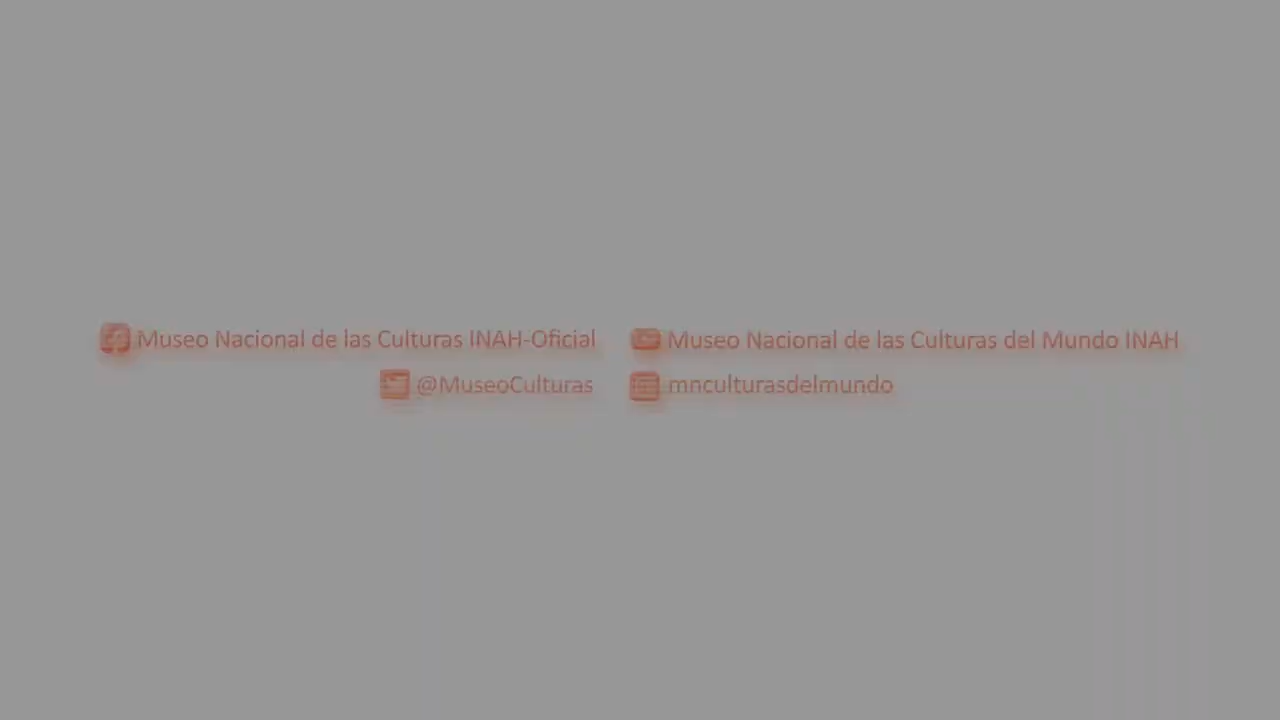 Museo Nacional de las Culturas INAH-Oficial
Museo Nacional de las Culturas del Mundo INAH
@MuseoCulturas
mnculturasdelmundo